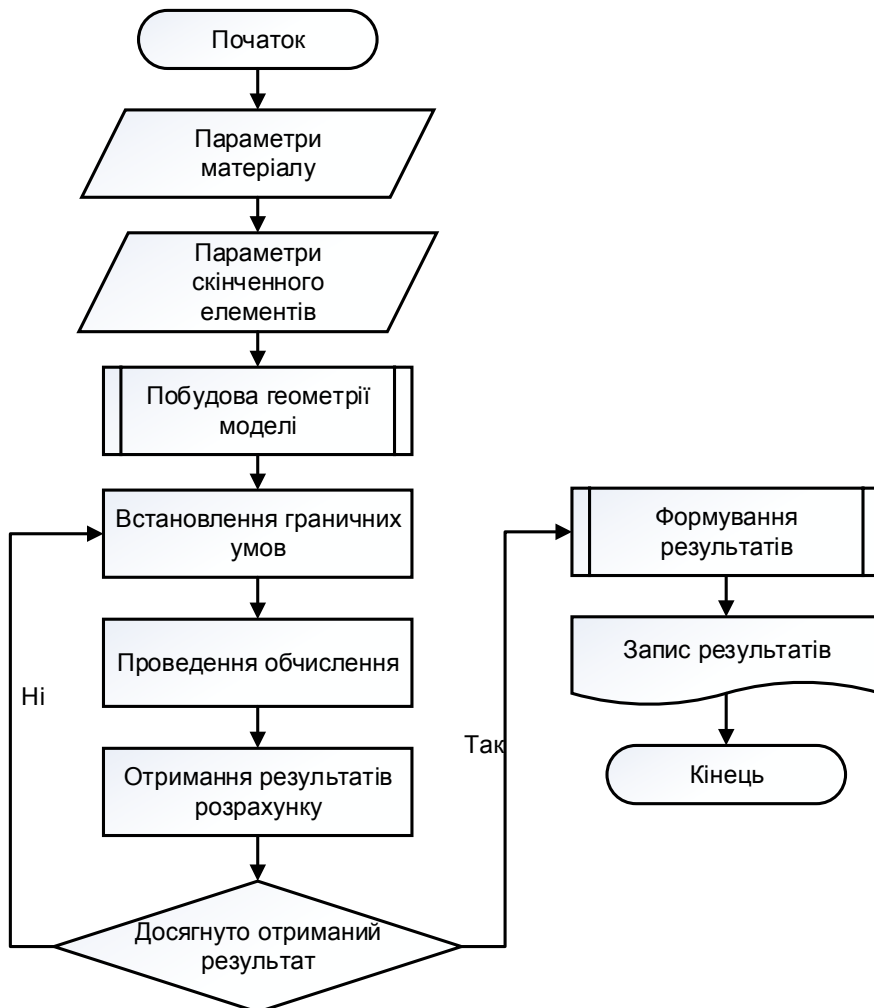 Початок
Параметри
матеріалу
Параметри
скінченного
елементів
Побудова геометрії
моделі
Встановлення граничних
умов
Проведення обчислення
Отримання результатів
розрахунку
Досягнуто отриманий
результат
Ні
Так
Формування
результатів
Запис результатів
Кінець